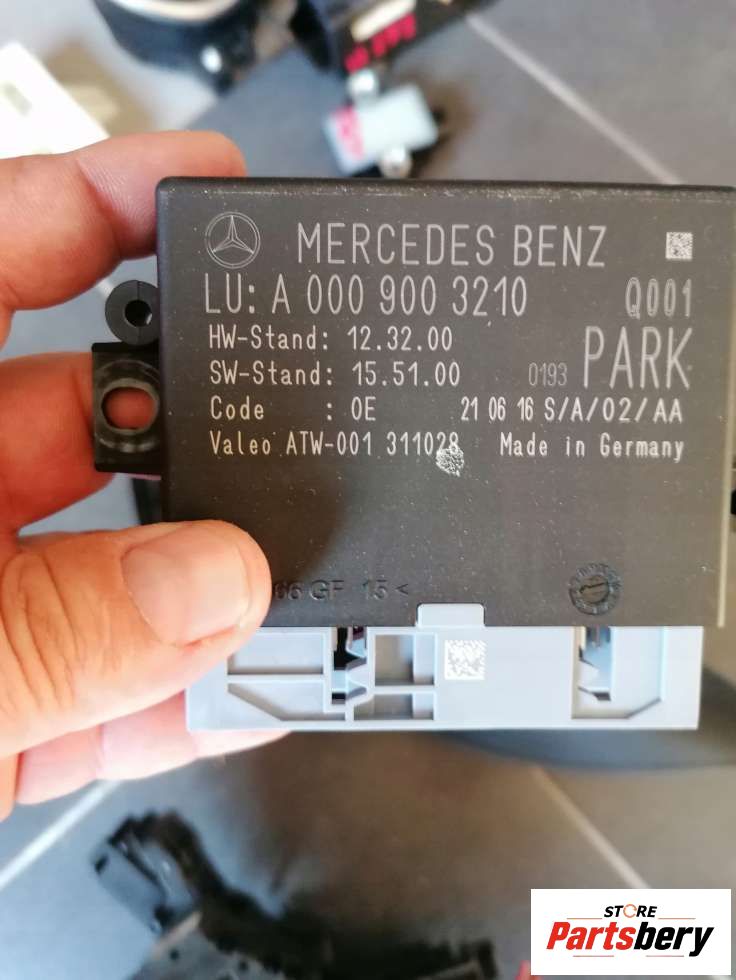 MERCEDES BENZ
LU: A 000 900 3210 Q001
HW-Stand: 12.32.00
SW-Stand: 15.51.00 0193 PARK
Code : 0E 21 06 16 S/A/02/AA
Valeo ATW-001 311028 Made in Germany
66 GF 15 <
STORE
Partsbery